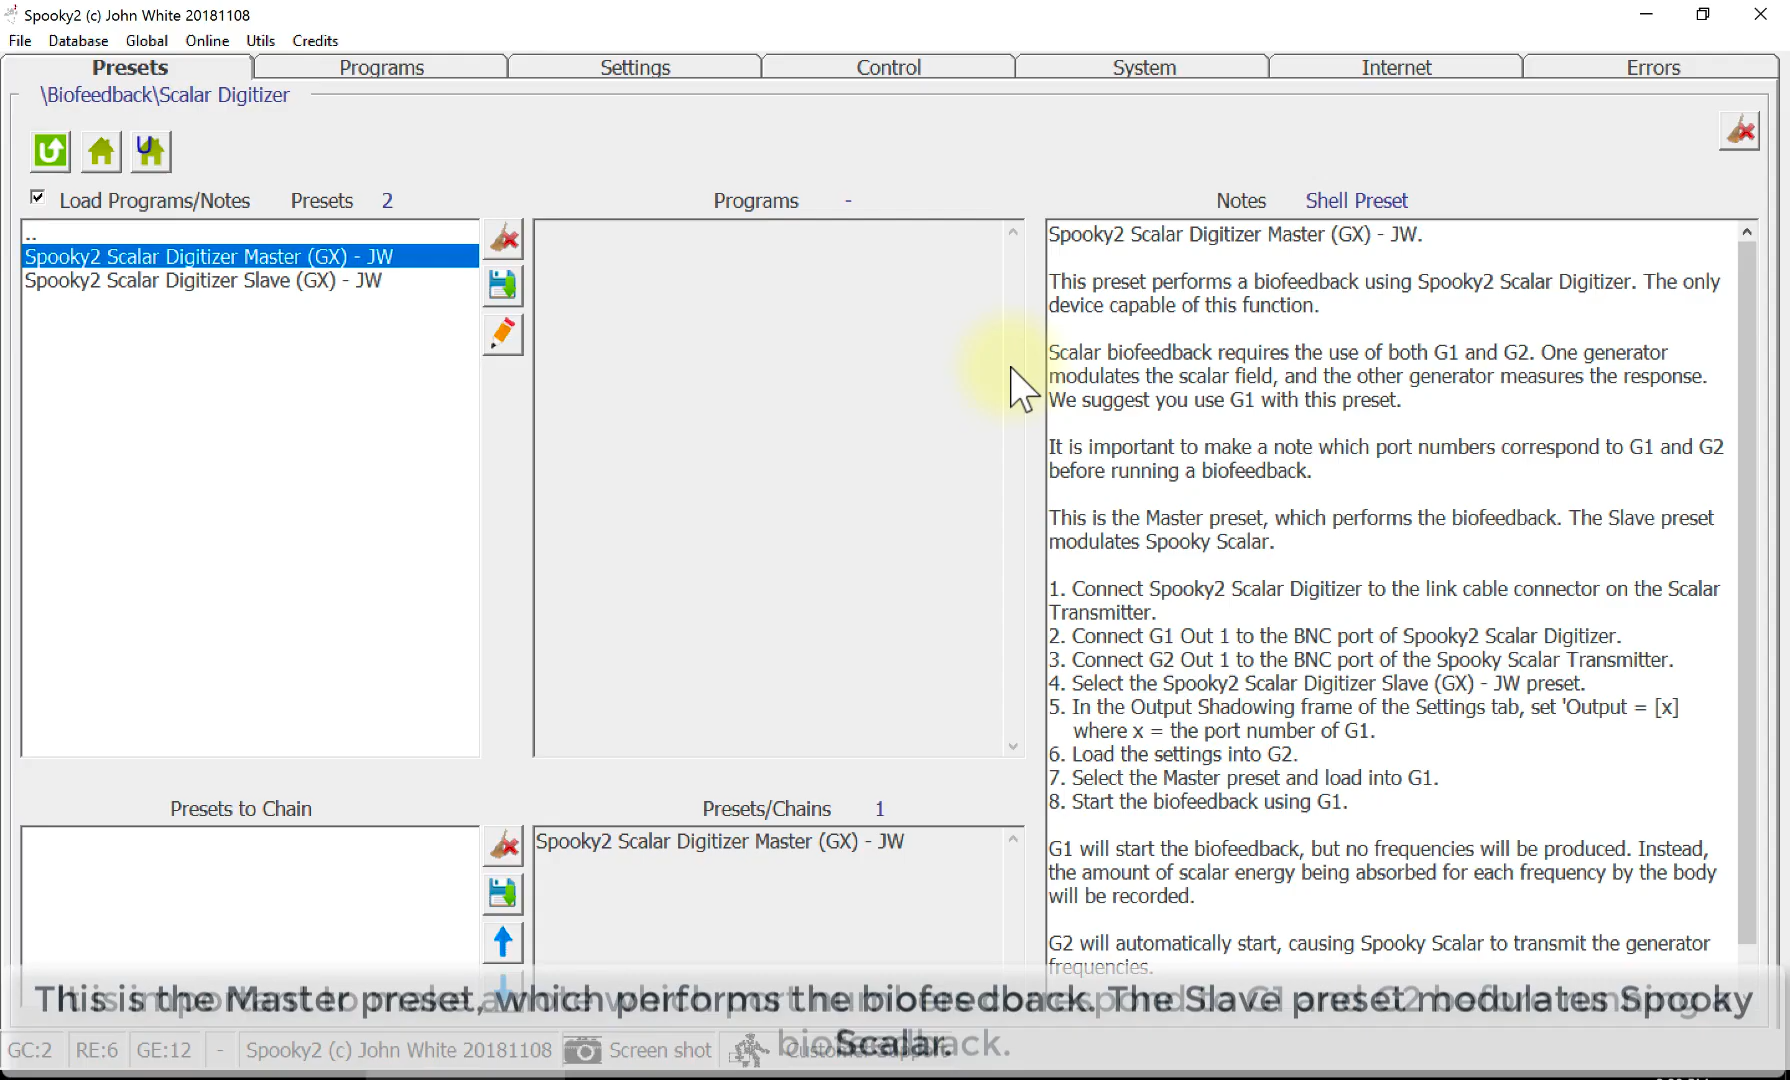 Spooky2 (c) John White 20181108
File Database Global Online Utils Credits
Presets Programs Settings Control System Internet Errors
\Biofeedback\Scalar Digitizer
Load Programs/Notes Presets 2 Programs - Notes Shell Preset
..
Spooky2 Scalar Digitizer Master (GX) - JW
Spooky2 Scalar Digitizer Slave (GX) - JW
Spooky2 Scalar Digitizer Master (GX) - JW.
This preset performs a biofeedback using Spooky2 Scalar Digitizer. The only
device capable of this function.
Scalar biofeedback requires the use of both G1 and G2. One generator
modulates the scalar field, and the other generator measures the response.
We suggest you use G1 with this preset.
It is important to make a note which port numbers correspond to G1 and G2
before running a biofeedback.
This is the Master preset, which performs the biofeedback. The Slave preset
modulates Spooky Scalar.
1. Connect Spooky2 Scalar Digitizer to the link cable connector on the Scalar
Transmitter.
2. Connect G1 Out 1 to the BNC port of Spooky2 Scalar Digitizer.
3. Connect G2 Out 1 to the BNC port of the Spooky Scalar Transmitter.
4. Select the Spooky2 Scalar Digitizer Slave (GX) - JW preset.
5. In the Output Shadowing frame of the Settings tab, set 'Output = [x]
where x = the port number of G1.
6. Load the settings into G2.
7. Select the Master preset and load into G1.
8. Start the biofeedback using G1.
G1 will start the biofeedback, but no frequencies will be produced. Instead,
the amount of scalar energy being absorbed for each frequency by the body
will be recorded.
G2 will automatically start, causing Spooky Scalar to transmit the generator
frequencies.
Presets to Chain Presets/Chains 1
Spooky2 Scalar Digitizer Master (GX) - JW
This is the Master preset, which performs the biofeedback. The Slave preset modulates Spooky
Scalar.
GC:2 RE:6 GE:12 - Spooky2 (c) John White 20181108 Screen shot